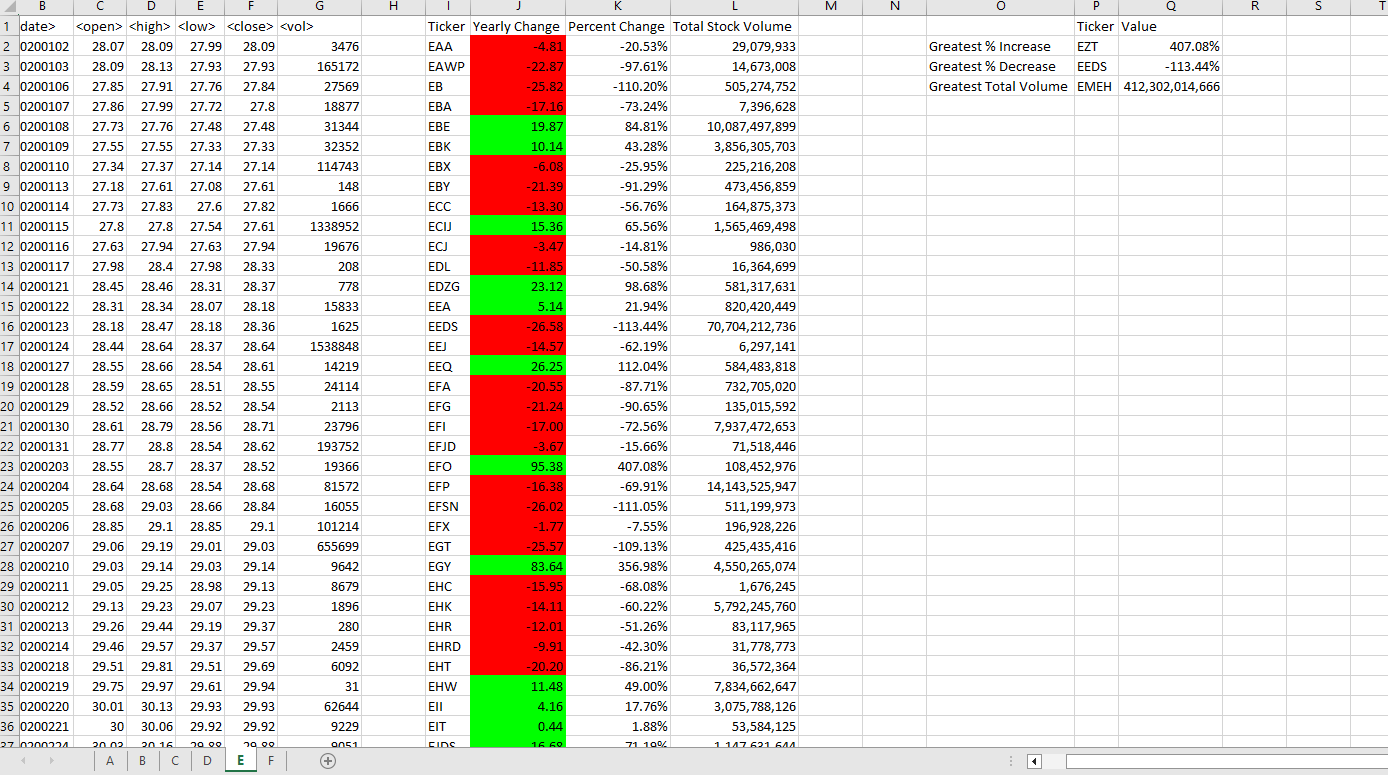 B C D E F G H I J K L M N O P Q R S T
1 date> <open> <high> <low> <close> <vol> Ticker Yearly Change Percent Change Total Stock Volume Ticker Value
2 0200102 28.07 28.09 27.99 28.09 3476 EAA -4.81 -20.53% 29,079,933 Greatest % Increase EZT 407.08%
3 0200103 28.09 28.13 27.93 27.93 165172 EAWP -22.87 -97.61% 14,673,008 Greatest % Decrease EEDS -113.44%
4 0200106 27.85 27.91 27.76 27.84 27569 EB -25.82 -110.20% 505,274,752 Greatest Total Volume EMEH 412,302,014,666
5 0200107 27.86 27.99 27.72 27.8 18877 EBA -17.16 -73.24% 7,396,628
6 0200108 27.73 27.76 27.48 27.48 31344 EBE 19.87 84.81% 10,087,497,899
7 0200109 27.55 27.55 27.33 27.33 32352 EBK 10.14 43.28% 3,856,305,703
8 0200110 27.34 27.37 27.14 27.14 114743 EBX -6.08 -25.95% 225,216,208
9 0200113 27.18 27.61 27.08 27.61 148 EBY -21.39 -91.29% 473,456,859
10 0200114 27.73 27.83 27.6 27.82 1666 ECC -13.30 -56.76% 164,875,373
11 0200115 27.8 27.8 27.54 27.61 1338952 ECIJ 15.36 65.56% 1,565,469,498
12 0200116 27.63 27.94 27.63 27.94 19676 ECJ -3.47 -14.81% 986,030
13 0200117 27.98 28.4 27.98 28.33 208 EDL -11.85 -50.58% 16,364,699
14 0200121 28.45 28.46 28.31 28.37 778 EDZG 23.12 98.68% 581,317,631
15 0200122 28.31 28.34 28.07 28.18 15833 EEA 5.14 21.94% 820,420,449
16 0200123 28.18 28.47 28.18 28.36 1625 EEDS -26.58 -113.44% 70,704,212,736
17 0200124 28.44 28.64 28.37 28.64 1538848 EEJ -14.57 -62.19% 6,297,141
18 0200127 28.55 28.66 28.54 28.61 14219 EEQ 26.25 112.04% 584,483,818
19 0200128 28.59 28.65 28.51 28.55 24114 EFA -20.55 -87.71% 732,705,020
20 0200129 28.52 28.66 28.52 28.54 2113 EFG -21.24 -90.65% 135,015,592
21 0200130 28.61 28.79 28.56 28.71 23796 EFI -17.00 -72.56% 7,937,472,653
22 0200131 28.77 28.8 28.54 28.62 193752 EFJD -3.67 -15.66% 71,518,446
23 0200203 28.55 28.7 28.37 28.52 19366 EFO 95.38 407.08% 108,452,976
24 0200204 28.64 28.68 28.54 28.68 81572 EFP -16.38 -69.91% 14,143,525,947
25 0200205 28.68 29.03 28.66 28.84 16055 EFSN -26.02 -111.05% 511,199,973
26 0200206 28.85 29.1 28.85 29.1 101214 EFX -1.77 -7.55% 196,928,226
27 0200207 29.06 29.19 29.01 29.03 655699 EGT -25.57 -109.13% 425,435,416
28 0200210 29.03 29.14 29.03 29.14 9642 EGY 83.64 356.98% 4,550,265,074
29 0200211 29.05 29.25 28.98 29.13 8679 EHC -15.95 -68.08% 1,676,245
30 0200212 29.13 29.23 29.07 29.23 1896 EHK -14.11 -60.22% 5,792,245,760
31 0200213 29.26 29.44 29.19 29.37 280 EHR -12.01 -51.26% 83,117,965
32 0200214 29.46 29.57 29.37 29.57 2459 EHRD -9.91 -42.30% 31,778,773
33 0200218 29.51 29.81 29.51 29.69 6092 EHT -20.20 -86.21% 36,572,364
34 0200219 29.75 29.97 29.61 29.94 31 EHW 11.48 49.00% 7,834,662,647
35 0200220 30.01 30.13 29.93 29.93 62644 EII 4.16 17.76% 3,075,788,126
36 0200221 30 30.06 29.92 29.92 9229 EIT 0.44 1.88% 53,584,125
37 0200224 30.03 30.16 29.88 29.88 9051 EJDS 16.68 71.19% 1,147,631,644
A B C D E F